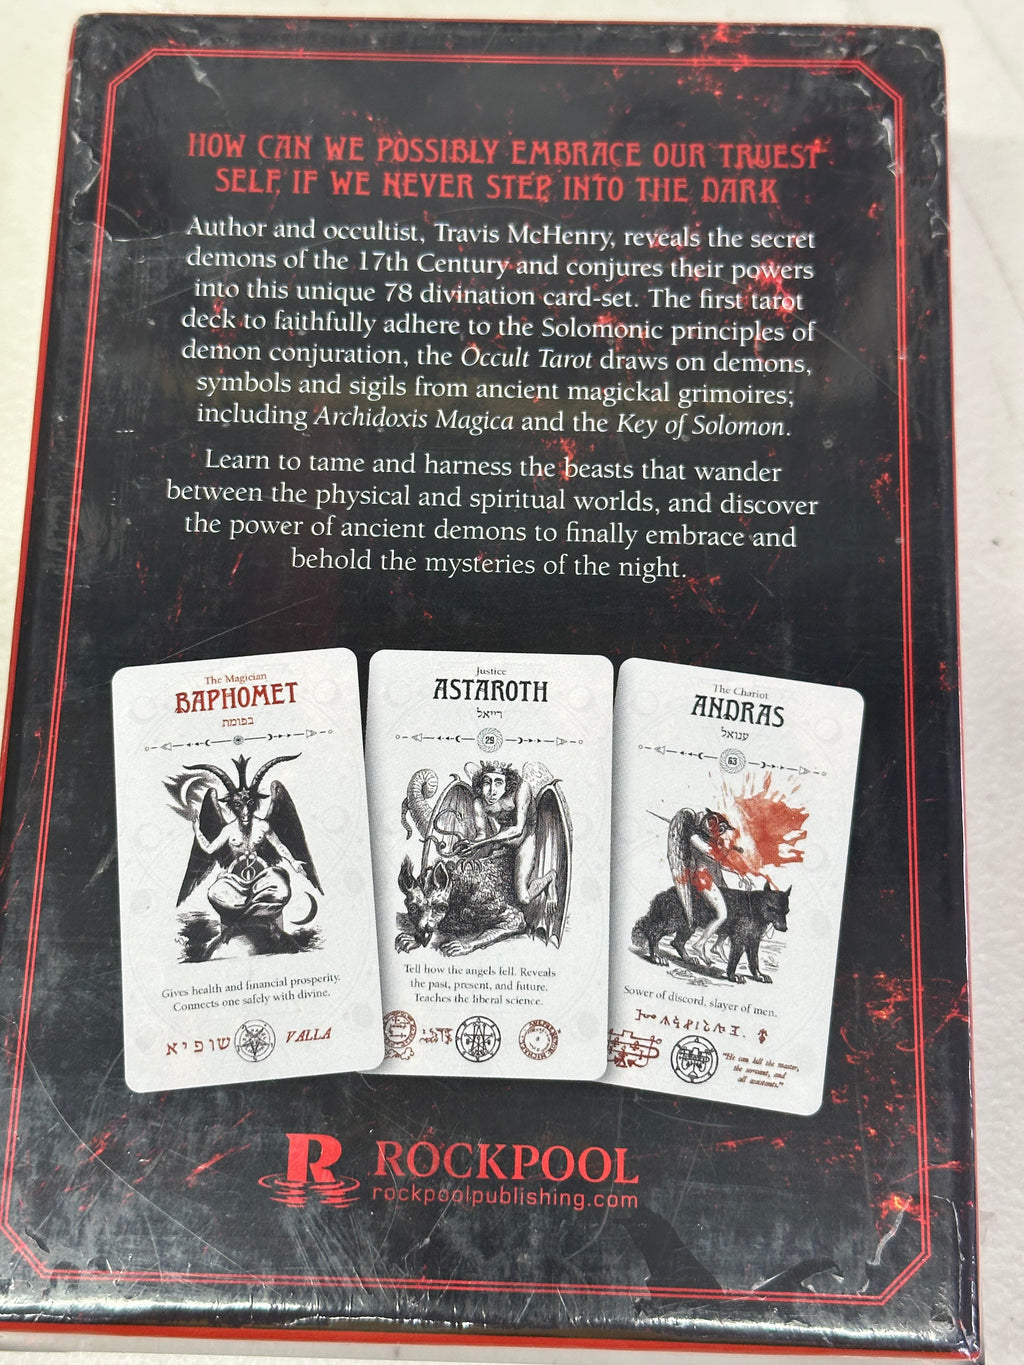 HOW CAN WE POSSIBLY EMBRACE OUR TRUEST
SELF, IF WE NEVER STEP INTO THE DARK
Author and occultist, Travis McHenry, reveals the secret
demons of the 17th Century and conjures their powers
into this unique 78 divination card-set. The first tarot
deck to faithfully adhere to the Solomonic principles of
demon conjuration, the Occult Tarot draws on demons,
symbols and sigils from ancient magickal grimoires;
including Archidoxis Magica and the Key of Solomon.
Learn to tame and harness the beasts that wander
between the physical and spiritual worlds, and discover
the power of ancient demons to finally embrace and
behold the mysteries of the night.
The Magician
BAPHOMET
בפומת
Gives health and financial prosperity.
Connects one safely with divine.
שופיא
VALLA
Justice
ASTAROTH
רייאל
29
Tell how the angels fell. Reveals
the past, present, and future.
Teaches the liberal science.
The Chariot
ANDRAS
ענואל
63
Sower of discord, slayer of men.
"He can kill the master,
the servant, and
all assistants."
R ROCKPOOL
rockpoolpublishing.com